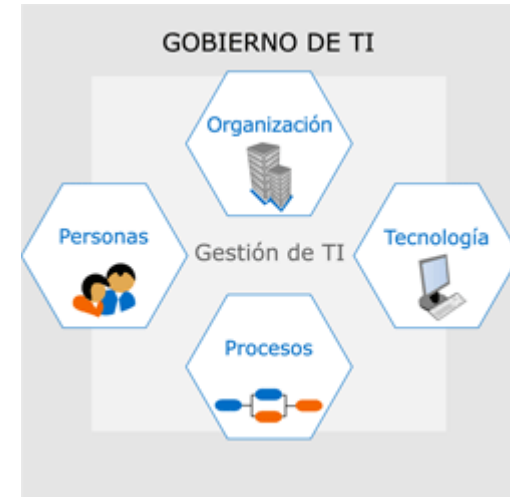 GOBIERNO DE TI
Organización
Personas
Gestión de TI
Tecnología
Procesos